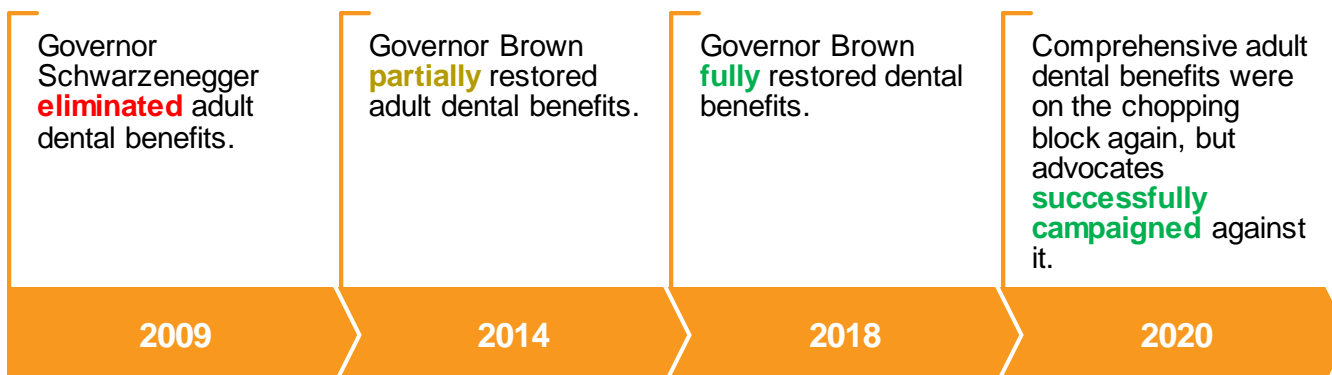 Governor
Schwarzenegger
eliminated adult
dental benefits.
Governor Brown
partially restored
adult dental benefits.
Governor Brown
fully restored dental
benefits.
Comprehensive adult
dental benefits were
on the chopping
block again, but
advocates
successfully
campaigned against
it.
2009
2014
2018
2020